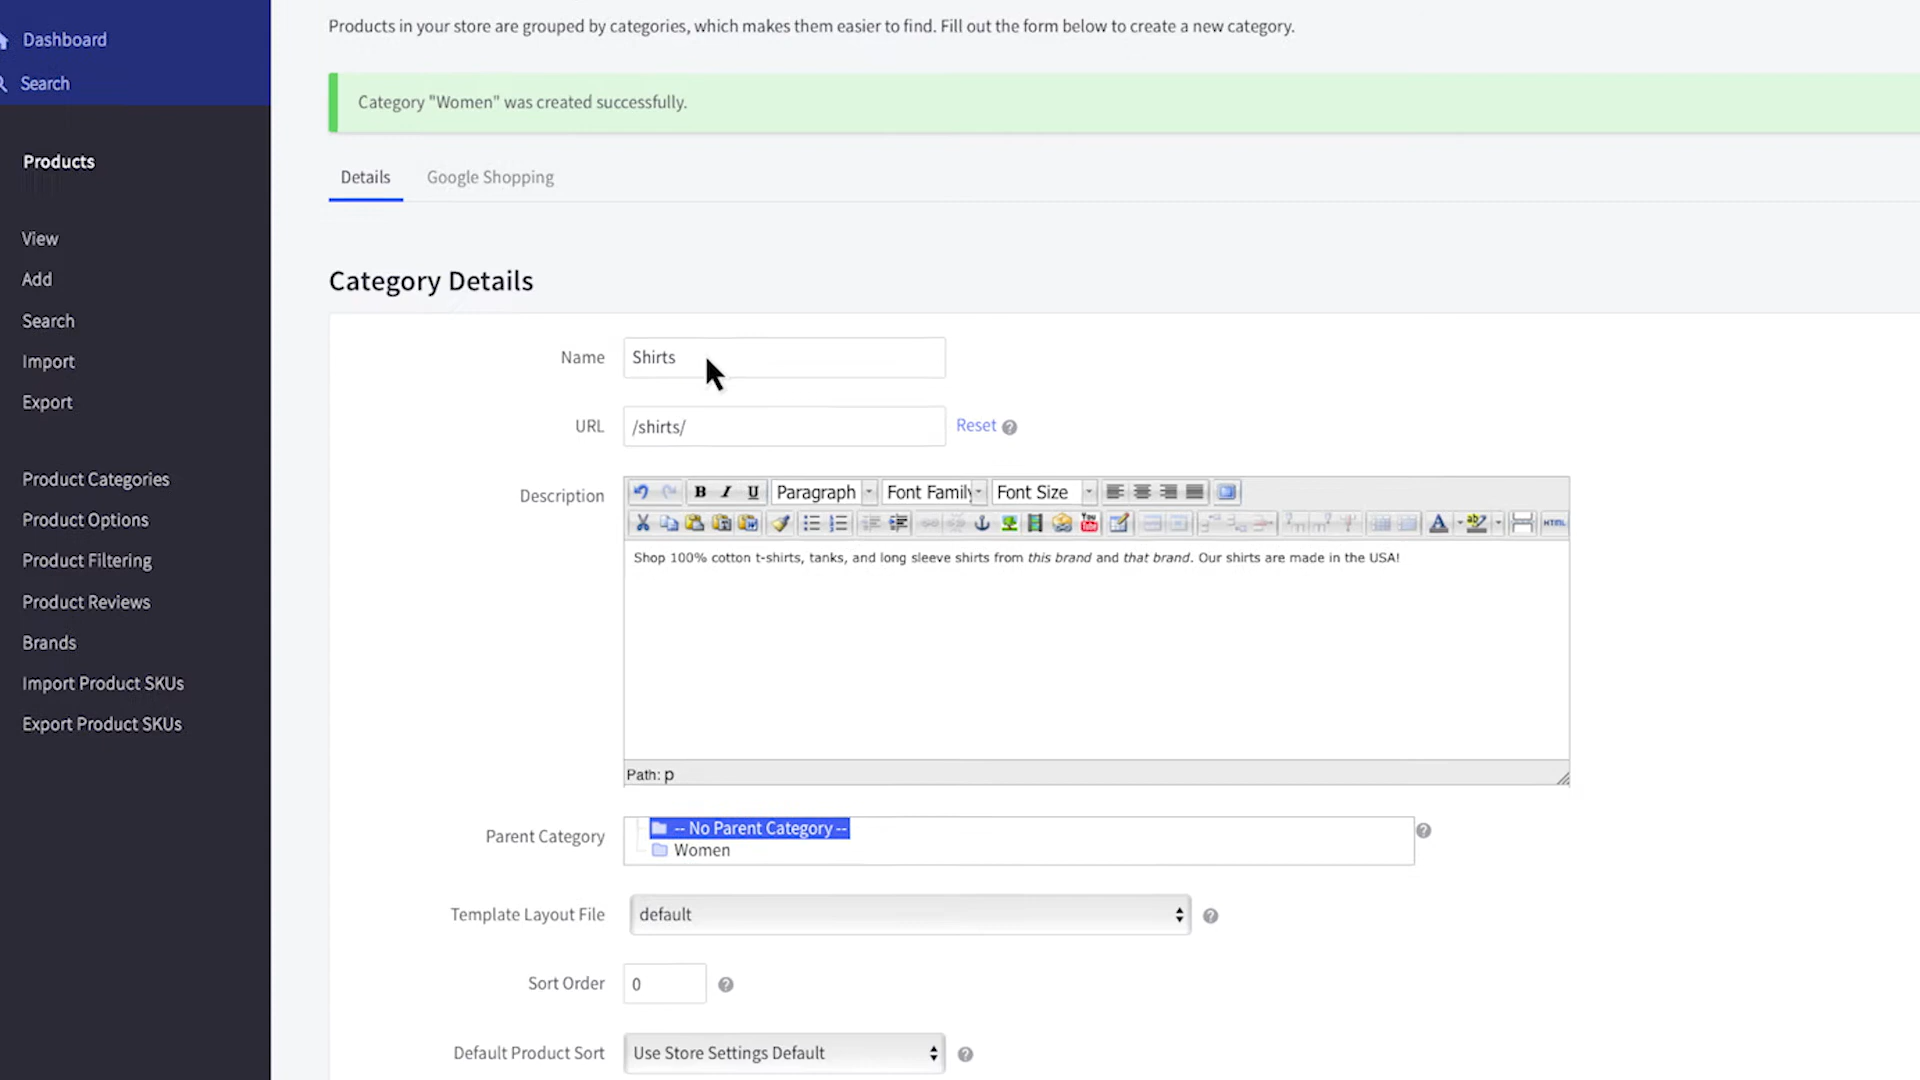 Dashboard
Search
Products
View
Add
Search
Import
Export
Product Categories
Product Options
Product Filtering
Product Reviews
Brands
Import Product SKUs
Export Product SKUs
Products in your store are grouped by categories, which makes them easier to find. Fill out the form below to create a new category.
Category "Women" was created successfully.
Details Google Shopping
Category Details
Name Shirts
URL /shirts/ Reset ?
Description B I U Paragraph Font Family Font Size
You Tube A ab HTML
Shop 100% cotton t-shirts, tanks, and long sleeve shirts from this brand and that brand. Our shirts are made in the USA!
Path: p
Parent Category -- No Parent Category -- ?
Women
Template Layout File default ?
Sort Order 0 ?
Default Product Sort Use Store Settings Default ?